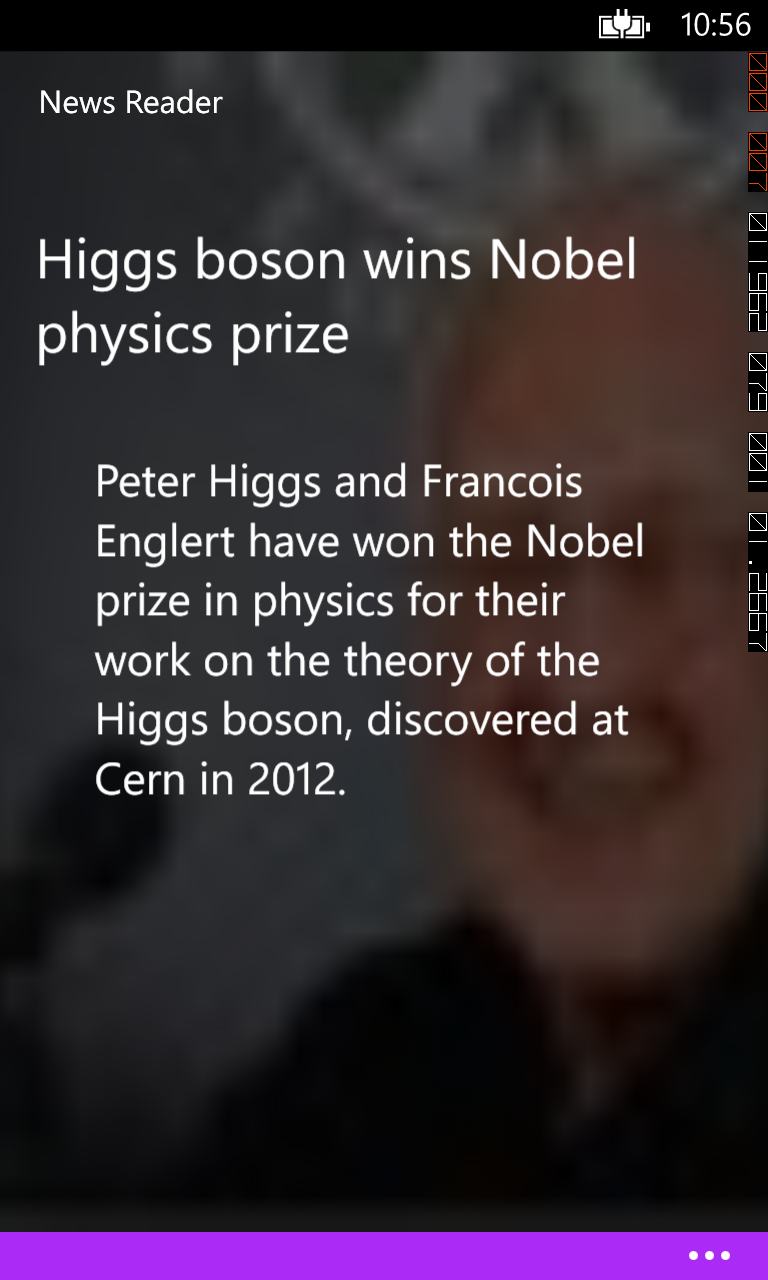 10:56
News Reader
Higgs boson wins Nobel
physics prize
Peter Higgs and Francois
Englert have won the Nobel
prize in physics for their
work on the theory of the
Higgs boson, discovered at
Cern in 2012.